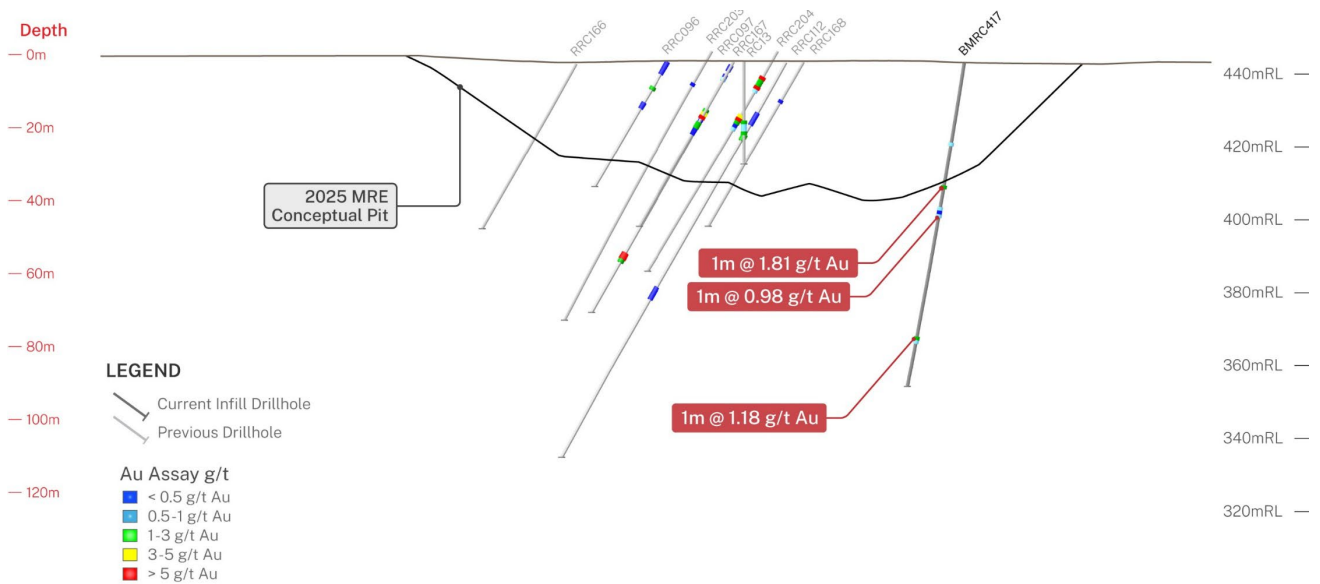 Depth
0m
20m
40m
60m
80m
100m
120m
RRC166
RRC096
RRC203
RRC097
RRC167
RC13
RRC204
RRC112
RRC168
BMRC417
440mRL
420mRL
400mRL
380mRL
360mRL
340mRL
320mRL
2025 MRE
Conceptual Pit
1m @ 1.81 g/t Au
1m @ 0.98 g/t Au
1m @ 1.18 g/t Au
LEGEND
Current Infill Drillhole
Previous Drillhole
Au Assay g/t
< 0.5 g/t Au
0.5-1 g/t Au
1-3 g/t Au
3-5 g/t Au
> 5 g/t Au